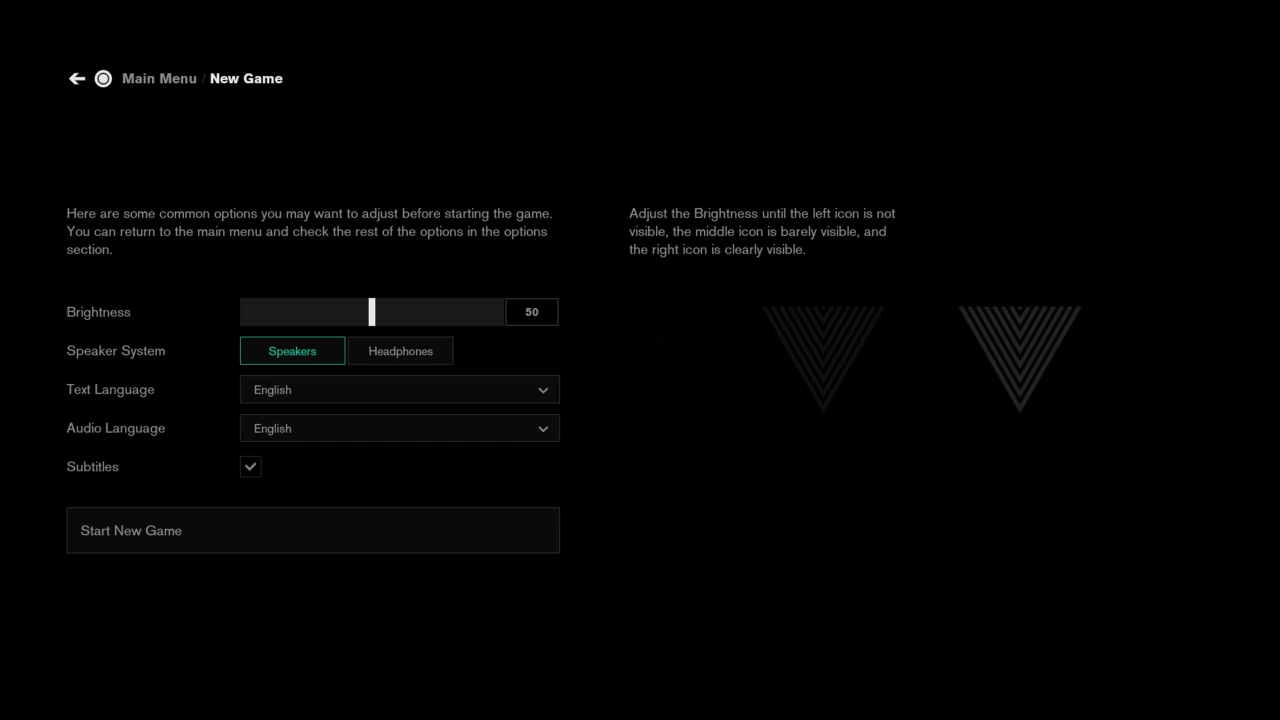 Main Menu / New Game
Here are some common options you may want to adjust before starting the game.
You can return to the main menu and check the rest of the options in the options
section.
Adjust the Brightness until the left icon is not
visible, the middle icon is barely visible, and
the right icon is clearly visible.
Brightness 50
Speaker System Speakers Headphones
Text Language English
Audio Language English
Subtitles
Start New Game